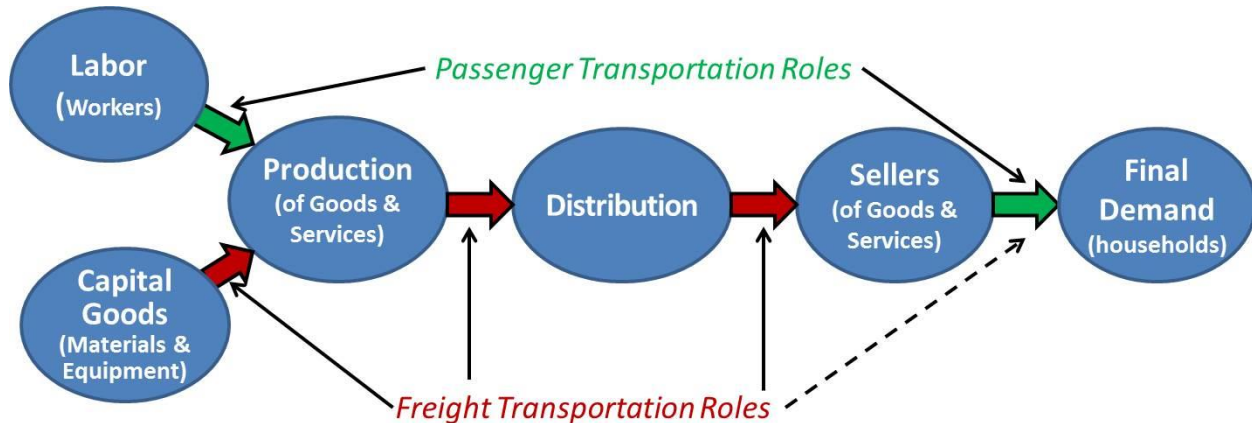 Passenger Transportation Roles
Labor
(Workers)
Production
(of Goods &
Services)
Distribution
Sellers
(of Goods &
Services)
Final
Demand
(households)
Capital
Goods
(Materials &
Equipment)
Freight Transportation Roles